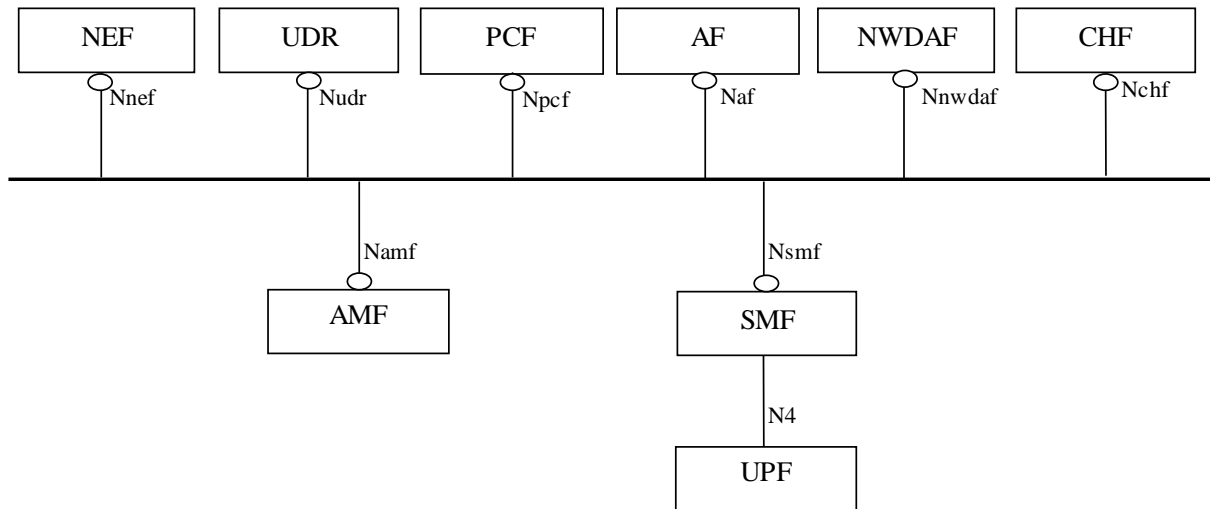 NEF UDR PCF AF NWDAF CHF
Nnef Nudr Npcf Naf Nnwdaf Nchf
Namf Nsmf
AMF SMF
N4
UPF